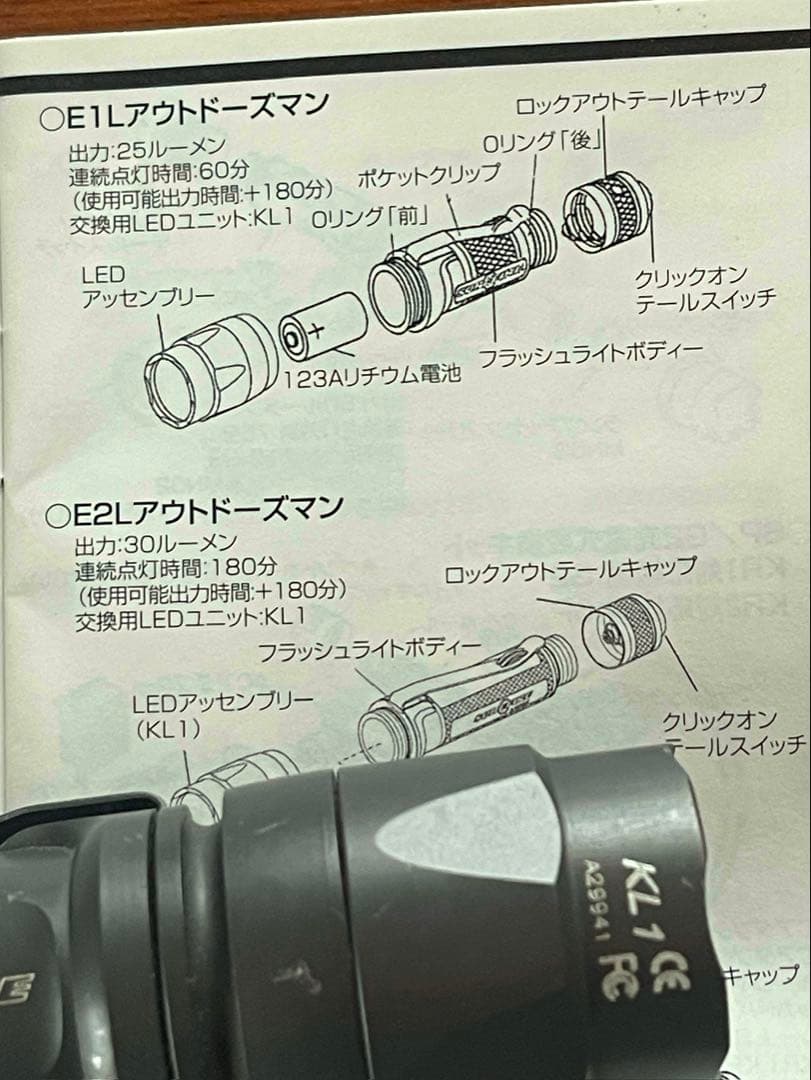 ○E1Lアウトドーズマン
出力:25ルーメン
連続点灯時間:60分
(使用可能出力時間:+180分)
交換用LEDユニット:KL1
ロックアウトテールキャップ
Oリング「後」
ポケットクリップ
Oリング「前」
LED
アッセンブリー
クリックオン
テールスイッチ
フラッシュライトボディー
123Aリチウム電池
○E2Lアウトドーズマン
出力:30ルーメン
連続点灯時間:180分
(使用可能出力時間:+180分)
交換用LEDユニット:KL1
ロックアウトテールキャップ
フラッシュライトボディー
LEDアッセンブリー
(KL1)
クリックオン
テールスイッチ
KL1 CE
A29941 FC
キャップ